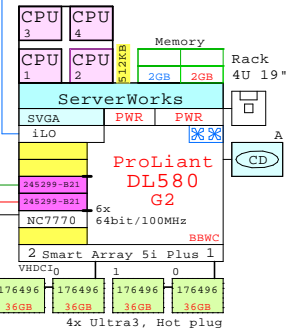 CPU CPU
3 4
Memory
512KB
CPU CPU
1 2
2GB 2GB
Rack
4U 19"
ServerWorks
SVGA PWR PWR
iLO
A
CD
ProLiant
DL580
G2
245299-B21
245299-B21
6x
64bit/100MHz
NC7770
BBWC
2 Smart Array 5i Plus 1
VHDCI 0 1 0
176496 176496 176496 176496
36GB 36GB 36GB 36GB
4x Ultra3, Hot plug